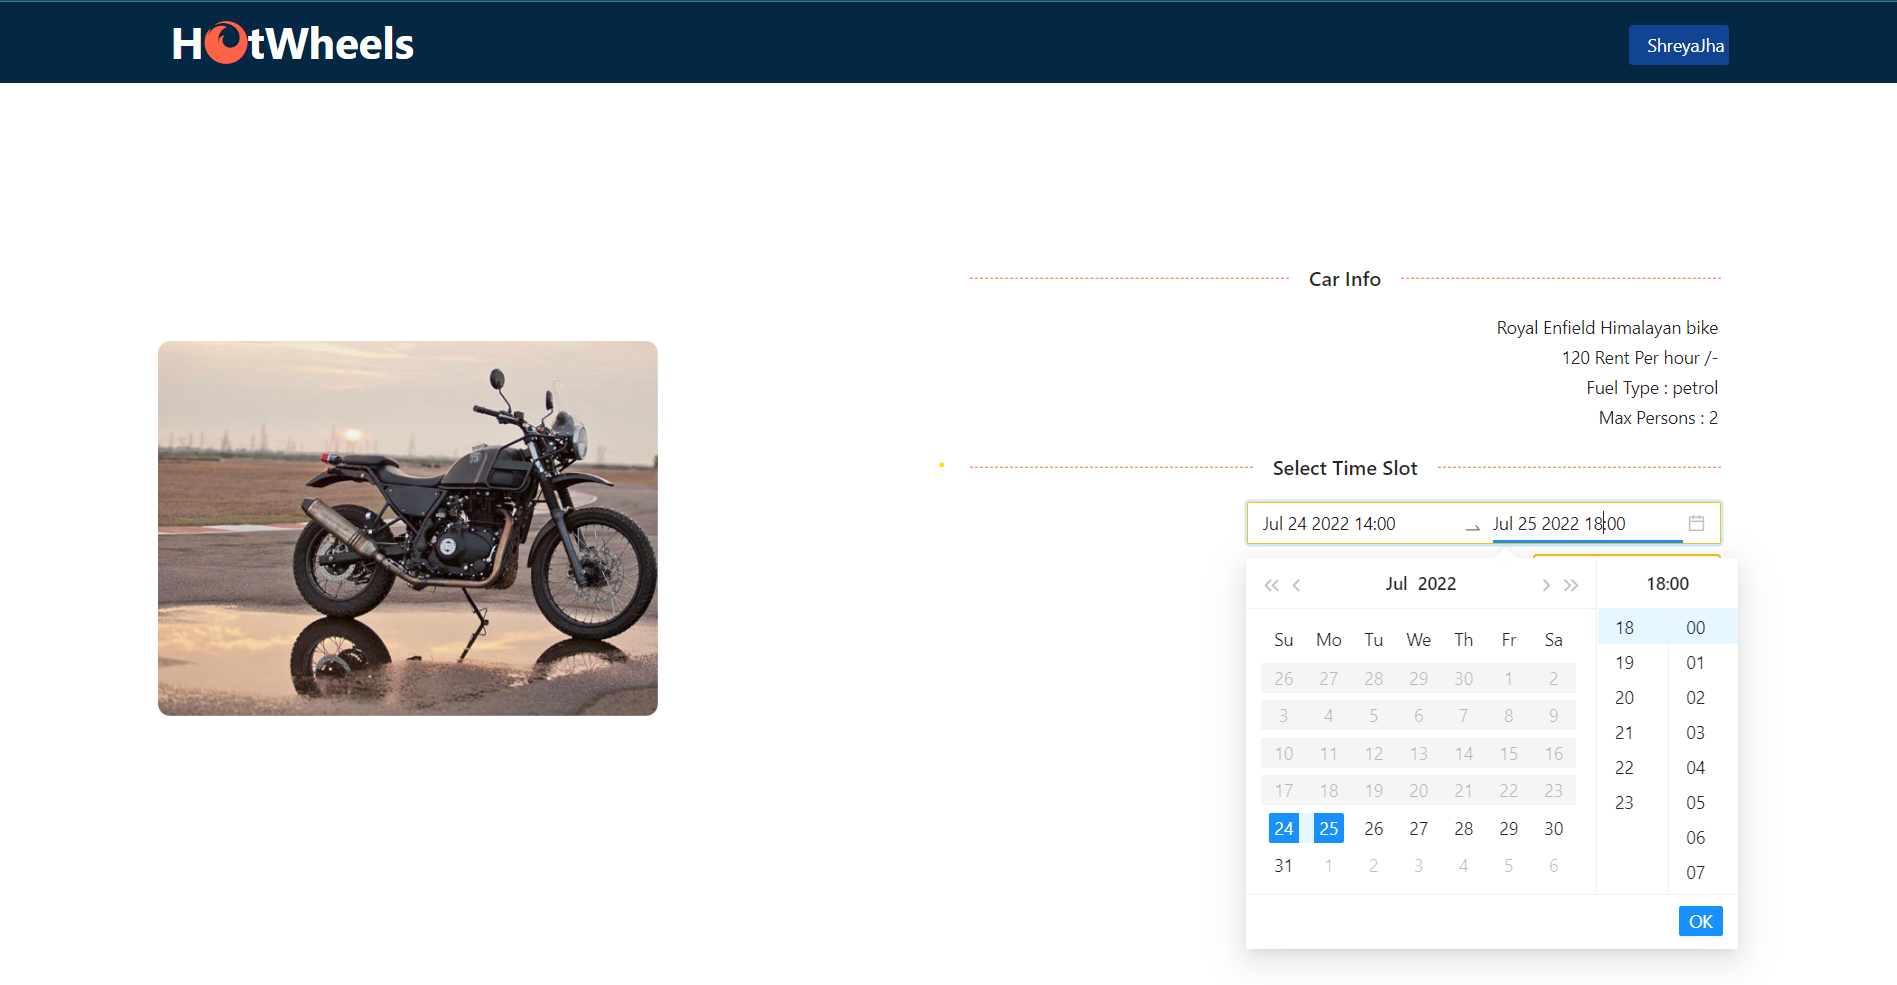 HotWheels
ShreyaJha
Car Info
Royal Enfield Himalayan bike
120 Rent Per hour /-
Fuel Type : petrol
Max Persons : 2
Select Time Slot
Jul 24 2022 14:00 Jul 25 2022 18:00
Jul 2022 18:00
Su Mo Tu We Th Fr Sa
26 27 28 29 30 1 2
3 4 5 6 7 8 9
10 11 12 13 14 15 16
17 18 19 20 21 22 23
24 25 26 27 28 29 30
31 1 2 3 4 5 6
18 00
19 01
20 02
21 03
22 04
23 05
06
07
OK